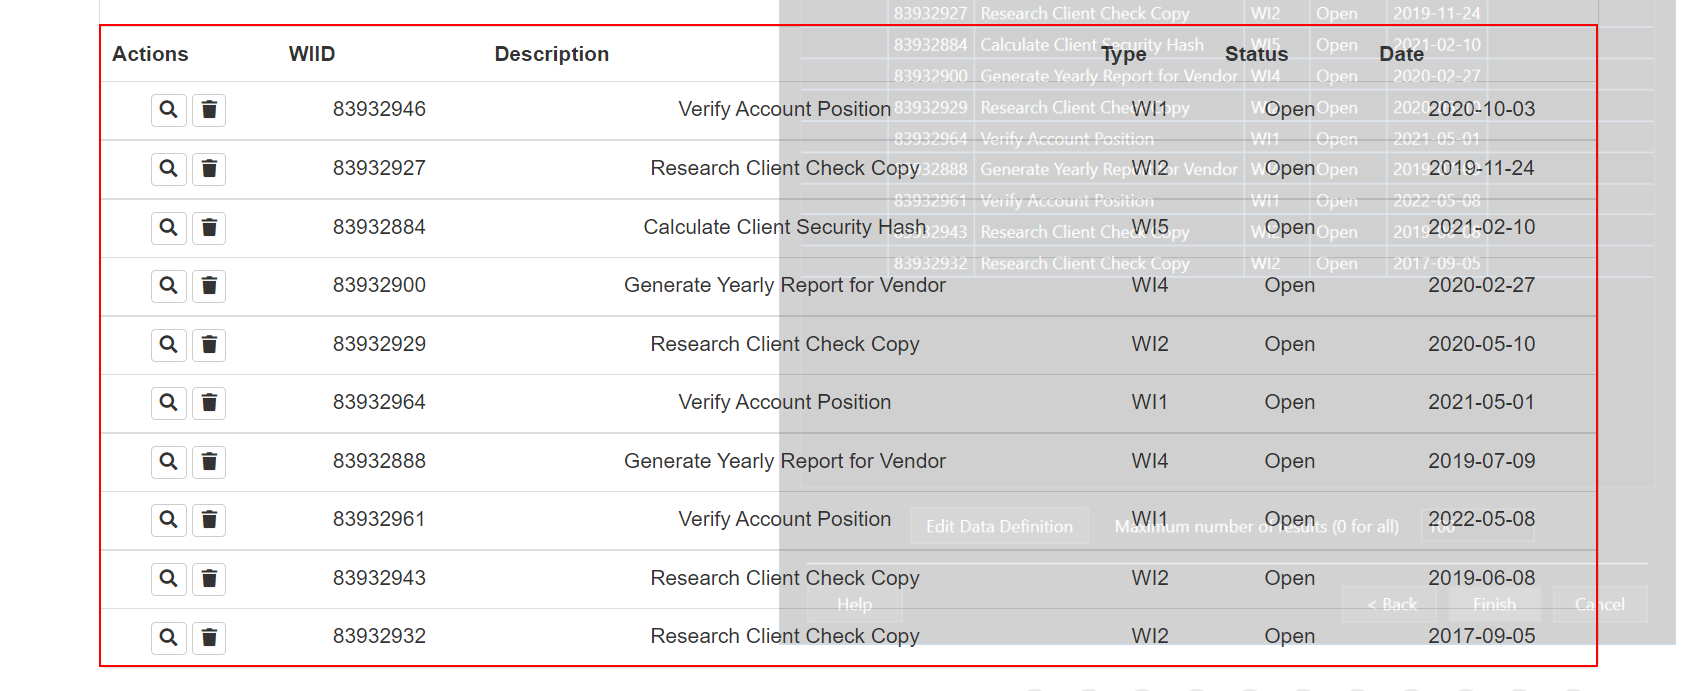 83932927 Research Client Check Copy WI2 Open 2019-11-24
Actions WIID Description Type Status Date
83932884 Calculate Client Security Hash WI5 Open 2021-02-10
83932900 Generate Yearly Report for Vendor WI4 Open 2020-02-27
83932946 Verify Account Position WI1 Open 2020-10-03
83932929 Research Client Check Copy Open
83932964 Verify Account Position WI1 Open 2021-05-01
83932927 Research Client Check Copy WI2 Open 2019-11-24
83932888 Generate Yearly Report for Vendor Open
83932961 Verify Account Position WI1 Open 2022-05-08
83932884 Calculate Client Security Hash WI5 Open 2021-02-10
83932943 Research Client Check Copy Open
83932932 Research Client Check Copy WI2 Open 2017-09-05
83932900 Generate Yearly Report for Vendor WI4 Open 2020-02-27
83932929 Research Client Check Copy WI2 Open 2020-05-10
83932964 Verify Account Position WI1 Open 2021-05-01
83932888 Generate Yearly Report for Vendor WI4 Open 2019-07-09
83932961 Verify Account Position WI1 Open 2022-05-08
Edit Data Definition Maximum number of results (0 for all) 100
83932943 Research Client Check Copy WI2 Open 2019-06-08
Help < Back Finish Cancel
83932932 Research Client Check Copy WI2 Open 2017-09-05